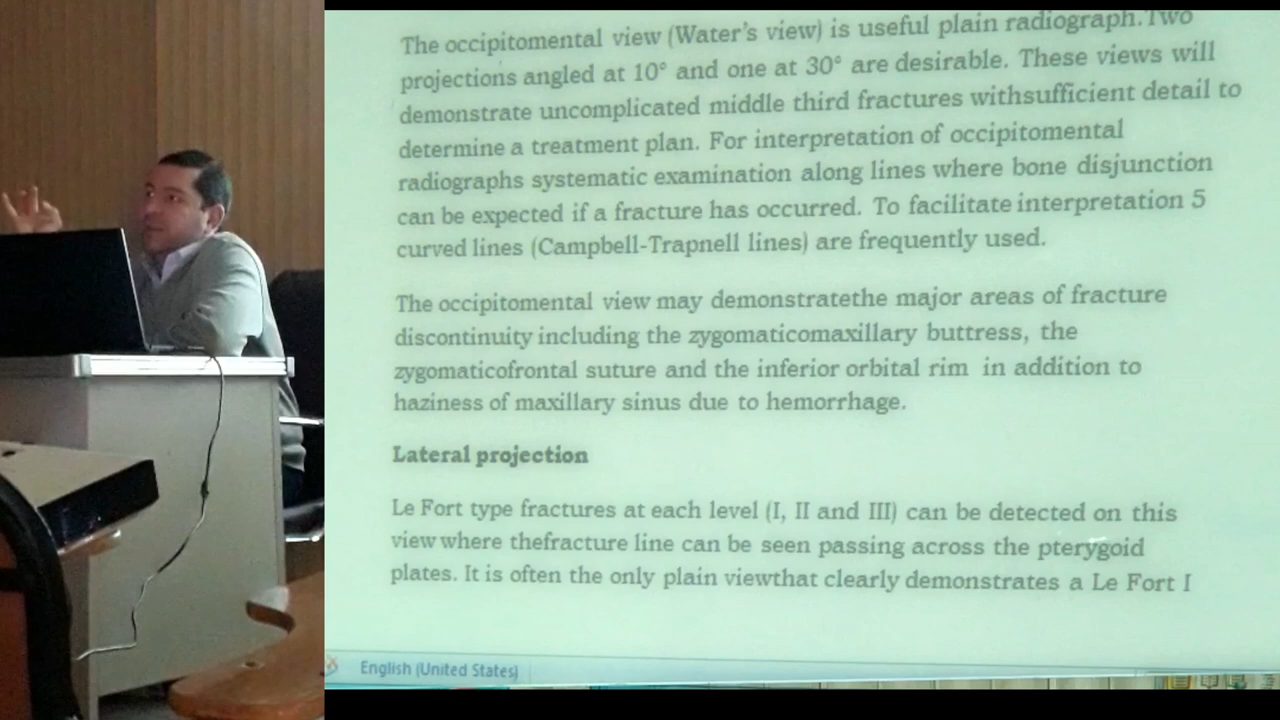 The occipitomental view (Water's view) is useful plain radiograph.Two
projections angled at 10° and one at 30° are desirable. These views will
demonstrate uncomplicated middle third fractures withsufficient detail to
determine a treatment plan. For interpretation of occipitomental
radiographs systematic examination along lines where bone disjunction
can be expected if a fracture has occurred. To facilitate interpretation 5
curved lines (Campbell-Trapnell lines) are frequently used.
The occipitomental view may demonstratethe major areas of fracture
discontinuity including the zygomaticomaxillary buttress, the
zygomaticofrontal suture and the inferior orbital rim in addition to
haziness of maxillary sinus due to hemorrhage.
Lateral projection
Le Fort type fractures at each level (I, II and III) can be detected on this
view where thefracture line can be seen passing across the pterygoid
plates. It is often the only plain viewthat clearly demonstrates a Le Fort I
English (United States)